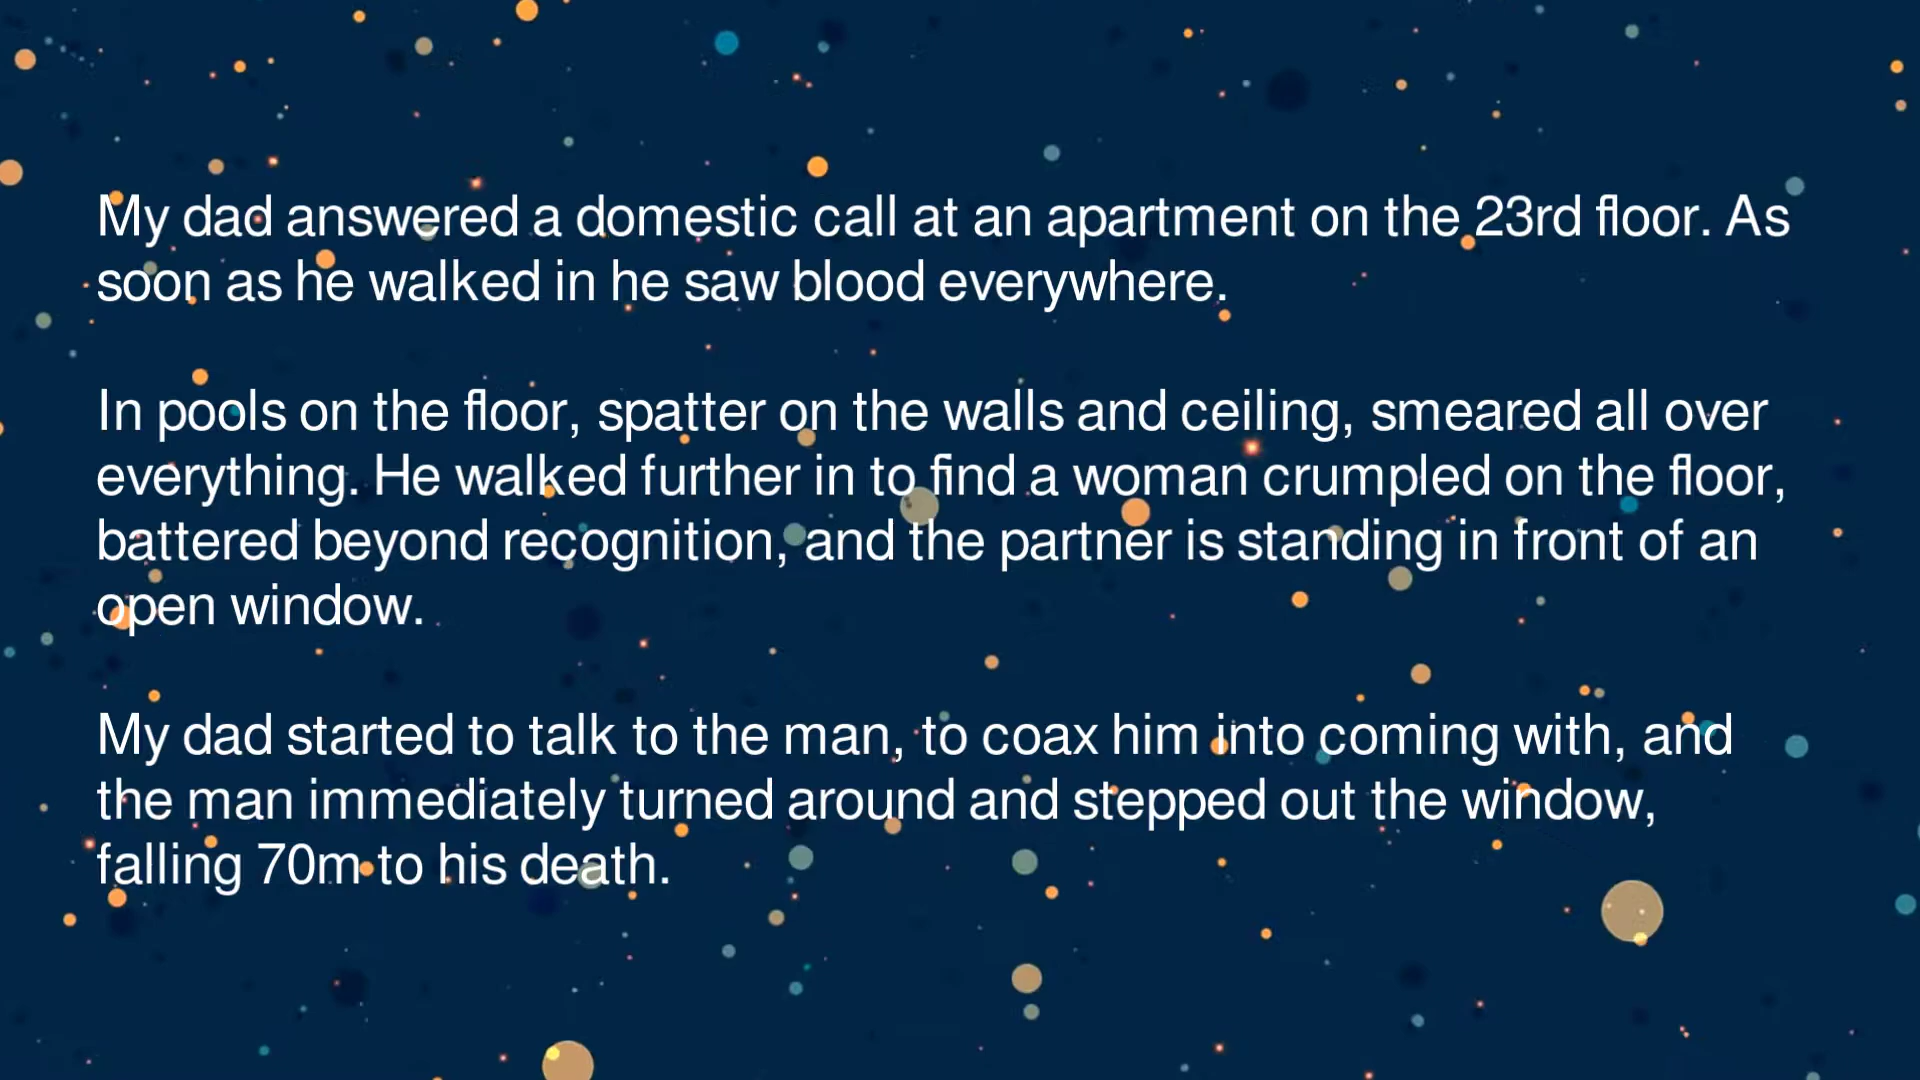 My dad answered a domestic call at an apartment on the 23rd floor. As
soon as he walked in he saw blood everywhere.
In pools on the floor, spatter on the walls and ceiling, smeared all over
everything. He walked further in to find a woman crumpled on the floor,
battered beyond recognition, and the partner is standing in front of an
open window.
My dad started to talk to the man, to coax him into coming with, and
the man immediately turned around and stepped out the window,
falling 70m to his death.